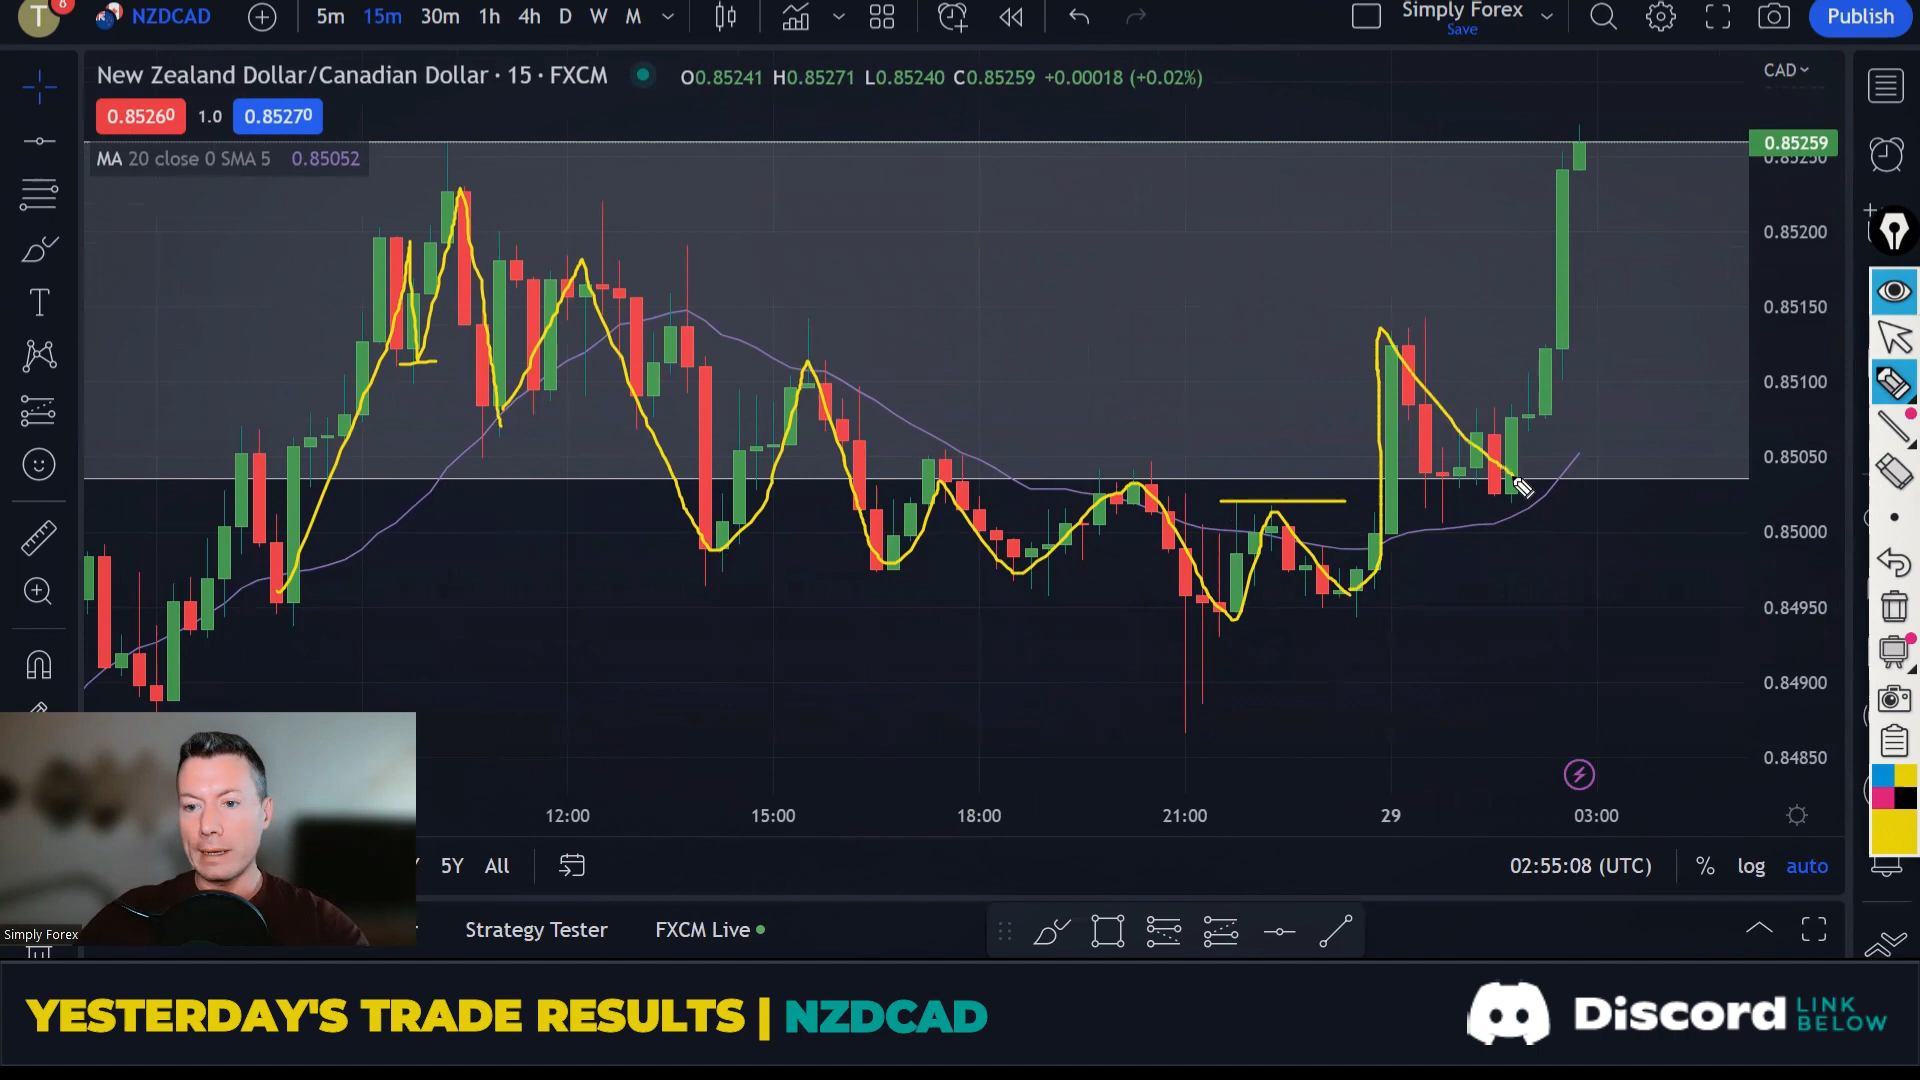 T 8 NZDCAD 5m 15m 30m 1h 4h D W M Simply Forex Publish
Save
New Zealand Dollar/Canadian Dollar · 15 · FXCM O0.85241 H0.85271 L0.85240 C0.85259 +0.00018 (+0.02%) CAD
0.85260 1.0 0.85270
MA 20 close 0 SMA 5 0.85052
0.85259
0.85250
0.85200
0.85150
0.85100
0.85050
0.85000
0.84950
0.84900
0.84850
12:00 15:00 18:00 21:00 29 03:00
5Y All 02:55:08 (UTC) % log auto
Strategy Tester FXCM Live
Simply Forex
YESTERDAY'S TRADE RESULTS | NZDCAD
Discord LINK BELOW